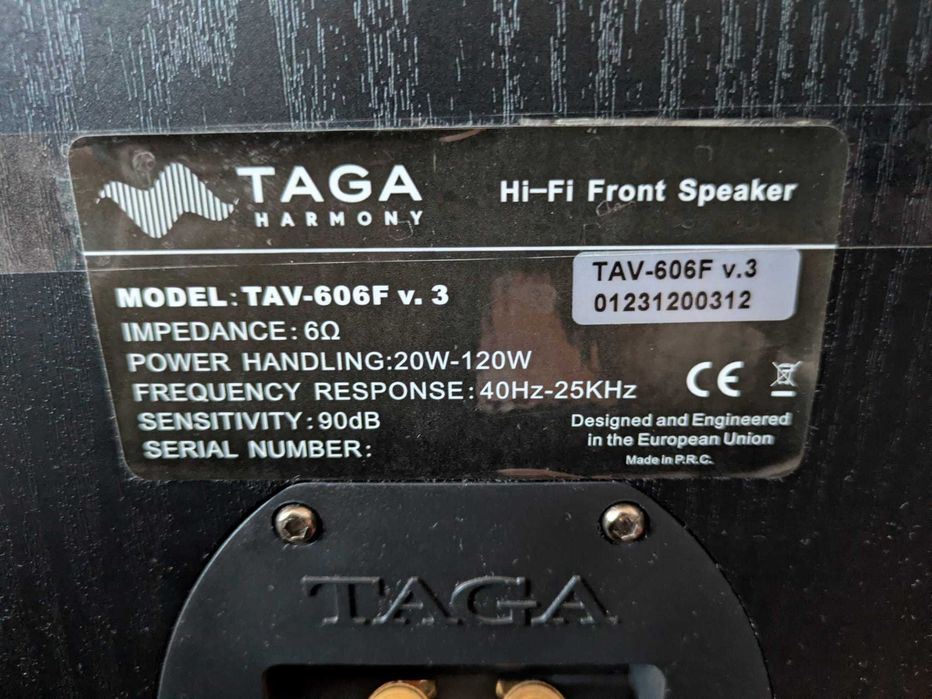 TAGA
HARMONY
Hi-Fi Front Speaker
TAV-606F v.3
01231200312
MODEL: TAV-606F v. 3
IMPEDANCE: 6Ω
POWER HANDLING:20W-120W
FREQUENCY RESPONSE: 40Hz-25KHz
SENSITIVITY: 90dB
SERIAL NUMBER:
CE
Designed and Engineered
in the European Union
Made in P.R.C.
TAGA